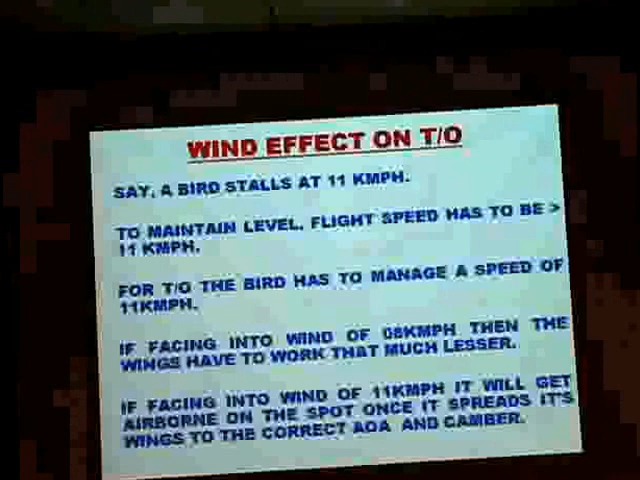 WIND EFFECT ON T/O
SAY, A BIRD STALLS AT 11 KMPH.
TO MAINTAIN LEVEL, FLIGHT SPEED HAS TO BE >
11 KMPH.
FOR T/O THE BIRD HAS TO MANAGE A SPEED OF
11KMPH.
IF FACING INTO WIND OF 08KMPH THEN THE
WINGS HAVE TO WORK THAT MUCH LESSER.
IF FACING INTO WIND OF 11KMPH IT WILL GET
AIRBORNE ON THE SPOT ONCE IT SPREADS IT'S
WINGS TO THE CORRECT AOA AND CAMBER.